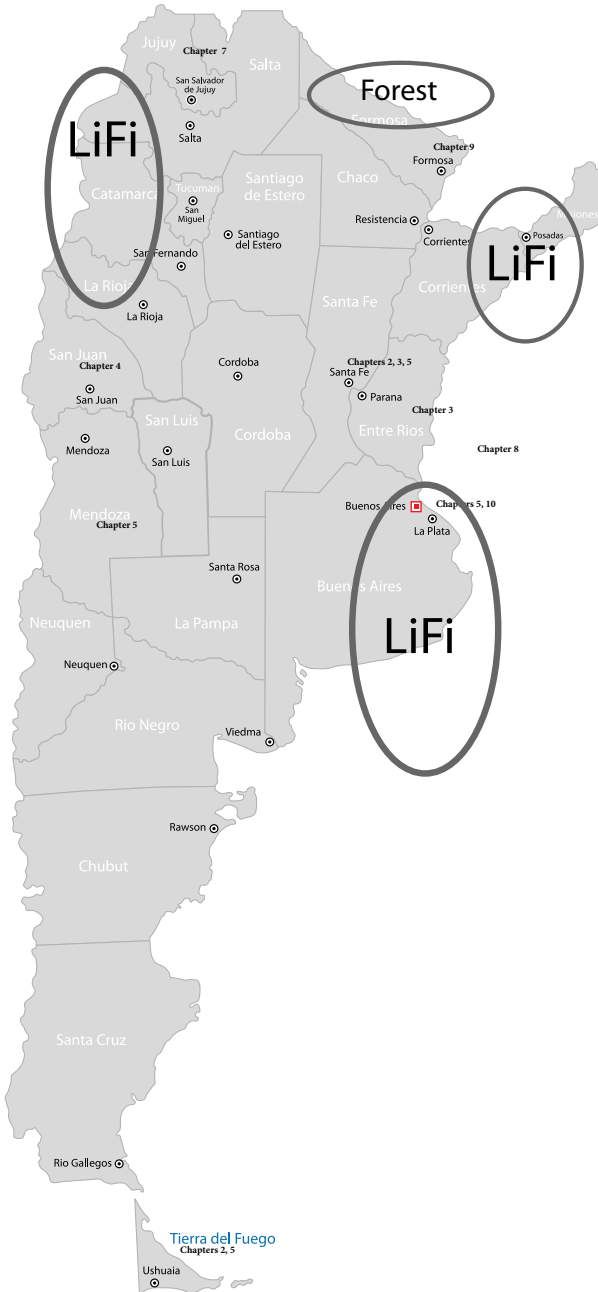 Jujuy
Chapter 7
Salta
San Salvador
de Jujuy
Forest
LiFi
Formosa
Salta
Chapter 9
Formosa
Catamarca
Tucuman
San
Miguel
Santiago
de Estero
Chaco
Resistencia
Corrientes
Misiones
Posadas
LiFi
Santiago
del Estero
San Fernando
La Rioja
La Rioja
Santa Fe
Corrientes
San Juan
Chapter 4
San Juan
Cordoba
Chapters 2, 3, 5
Santa Fe
Parana
Chapter 3
San Luis
Cordoba
Entre Rios
Mendoza
San Luis
Chapter 8
Mendoza
Chapter 5
Buenos Aires
Chapters 5, 10
La Plata
Santa Rosa
Buenos Aires
Neuquen
La Pampa
LiFi
Neuquen
Rio Negro
Viedma
Rawson
Chubut
Santa Cruz
Rio Gallegos
Tierra del Fuego
Chapters 2, 5
Ushuaia